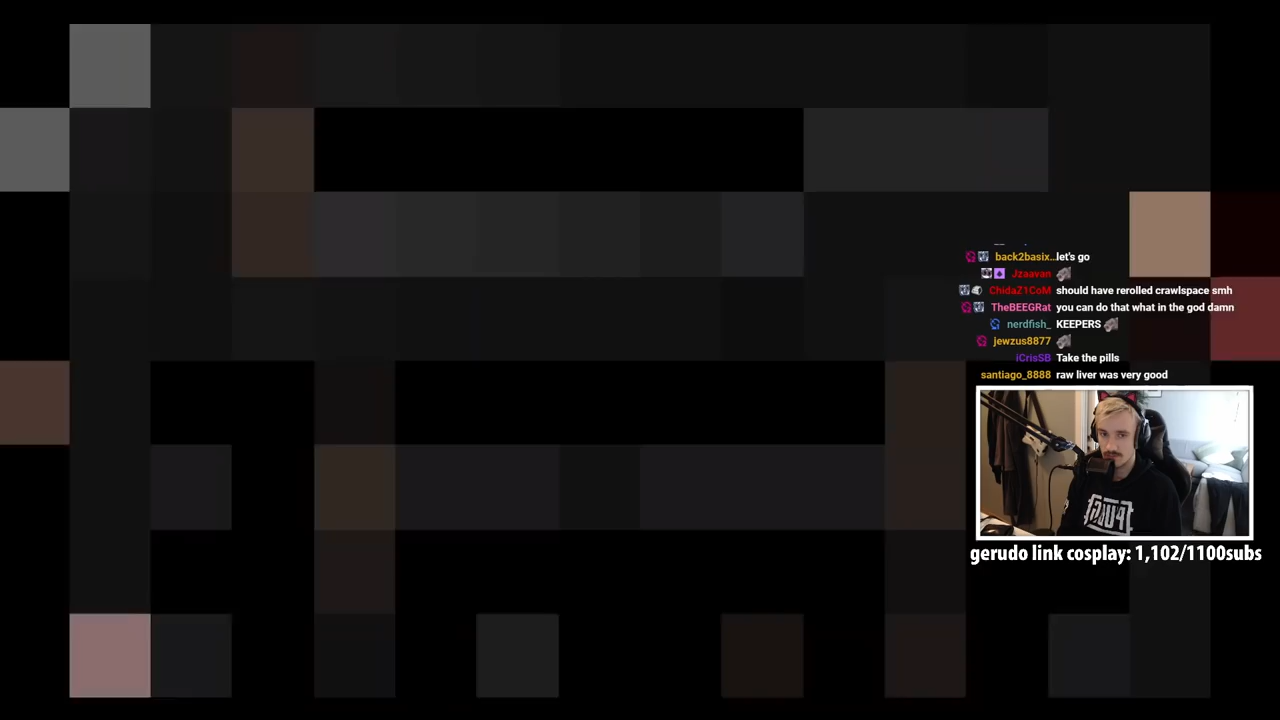 back2basix... let's go
Jzaavan
ChidaZ1CoM should have rerolled crawlspace smh
TheBEEGRat you can do that what in the god damn
nerdfish_ KEEPERS
jewzus8877
iCrisSB Take the pills
santiago_8888 raw liver was very good
gerudo link cosplay: 1,102/1100subs